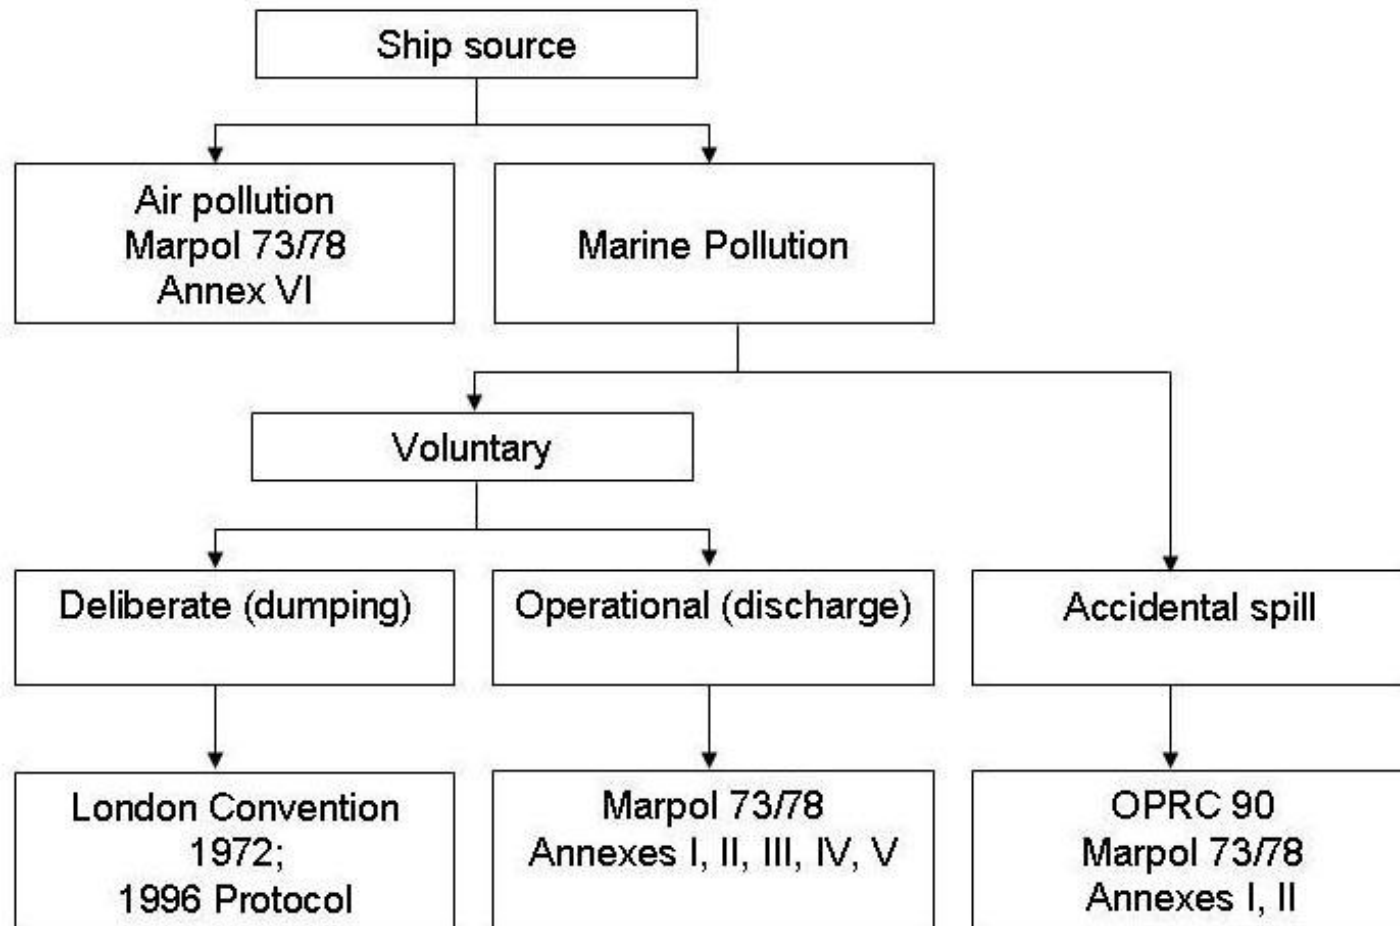 Ship source
Air pollution
Marpol 73/78
Annex VI
Marine Pollution
Voluntary
Deliberate (dumping)
Operational (discharge)
Accidental spill
London Convention
1972;
1996 Protocol
Marpol 73/78
Annexes I, II, III, IV, V
OPRC 90
Marpol 73/78
Annexes I, II